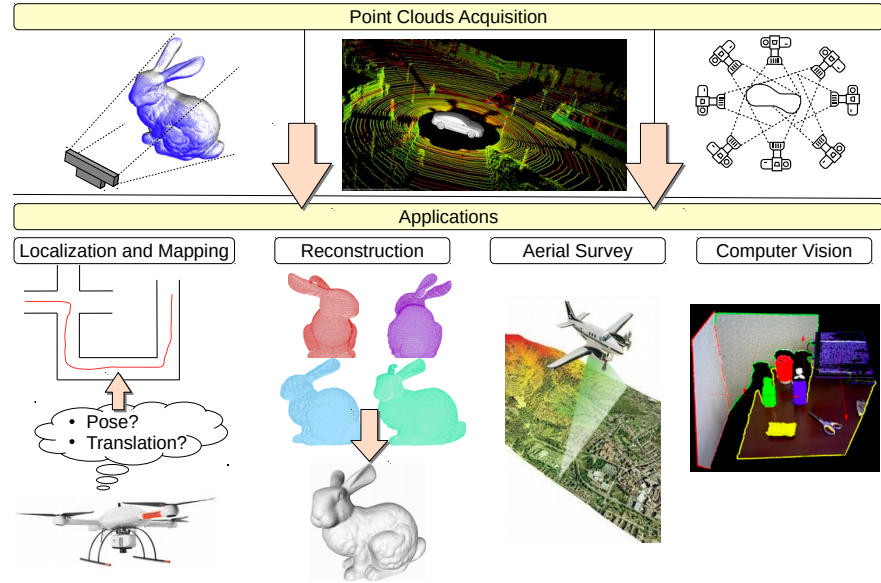 Point Clouds Acquisition
Applications
Localization and Mapping
Reconstruction
Aerial Survey
Computer Vision
• Pose?
• Translation?